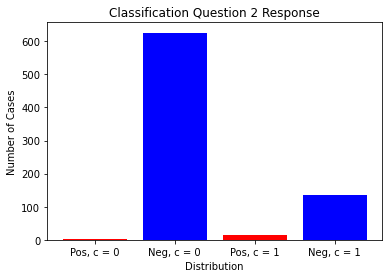 Classification Question 2 Response
Number of Cases
600
500
400
300
200
100
0
Pos, c = 0 Neg, c = 0 Pos, c = 1 Neg, c = 1
Distribution